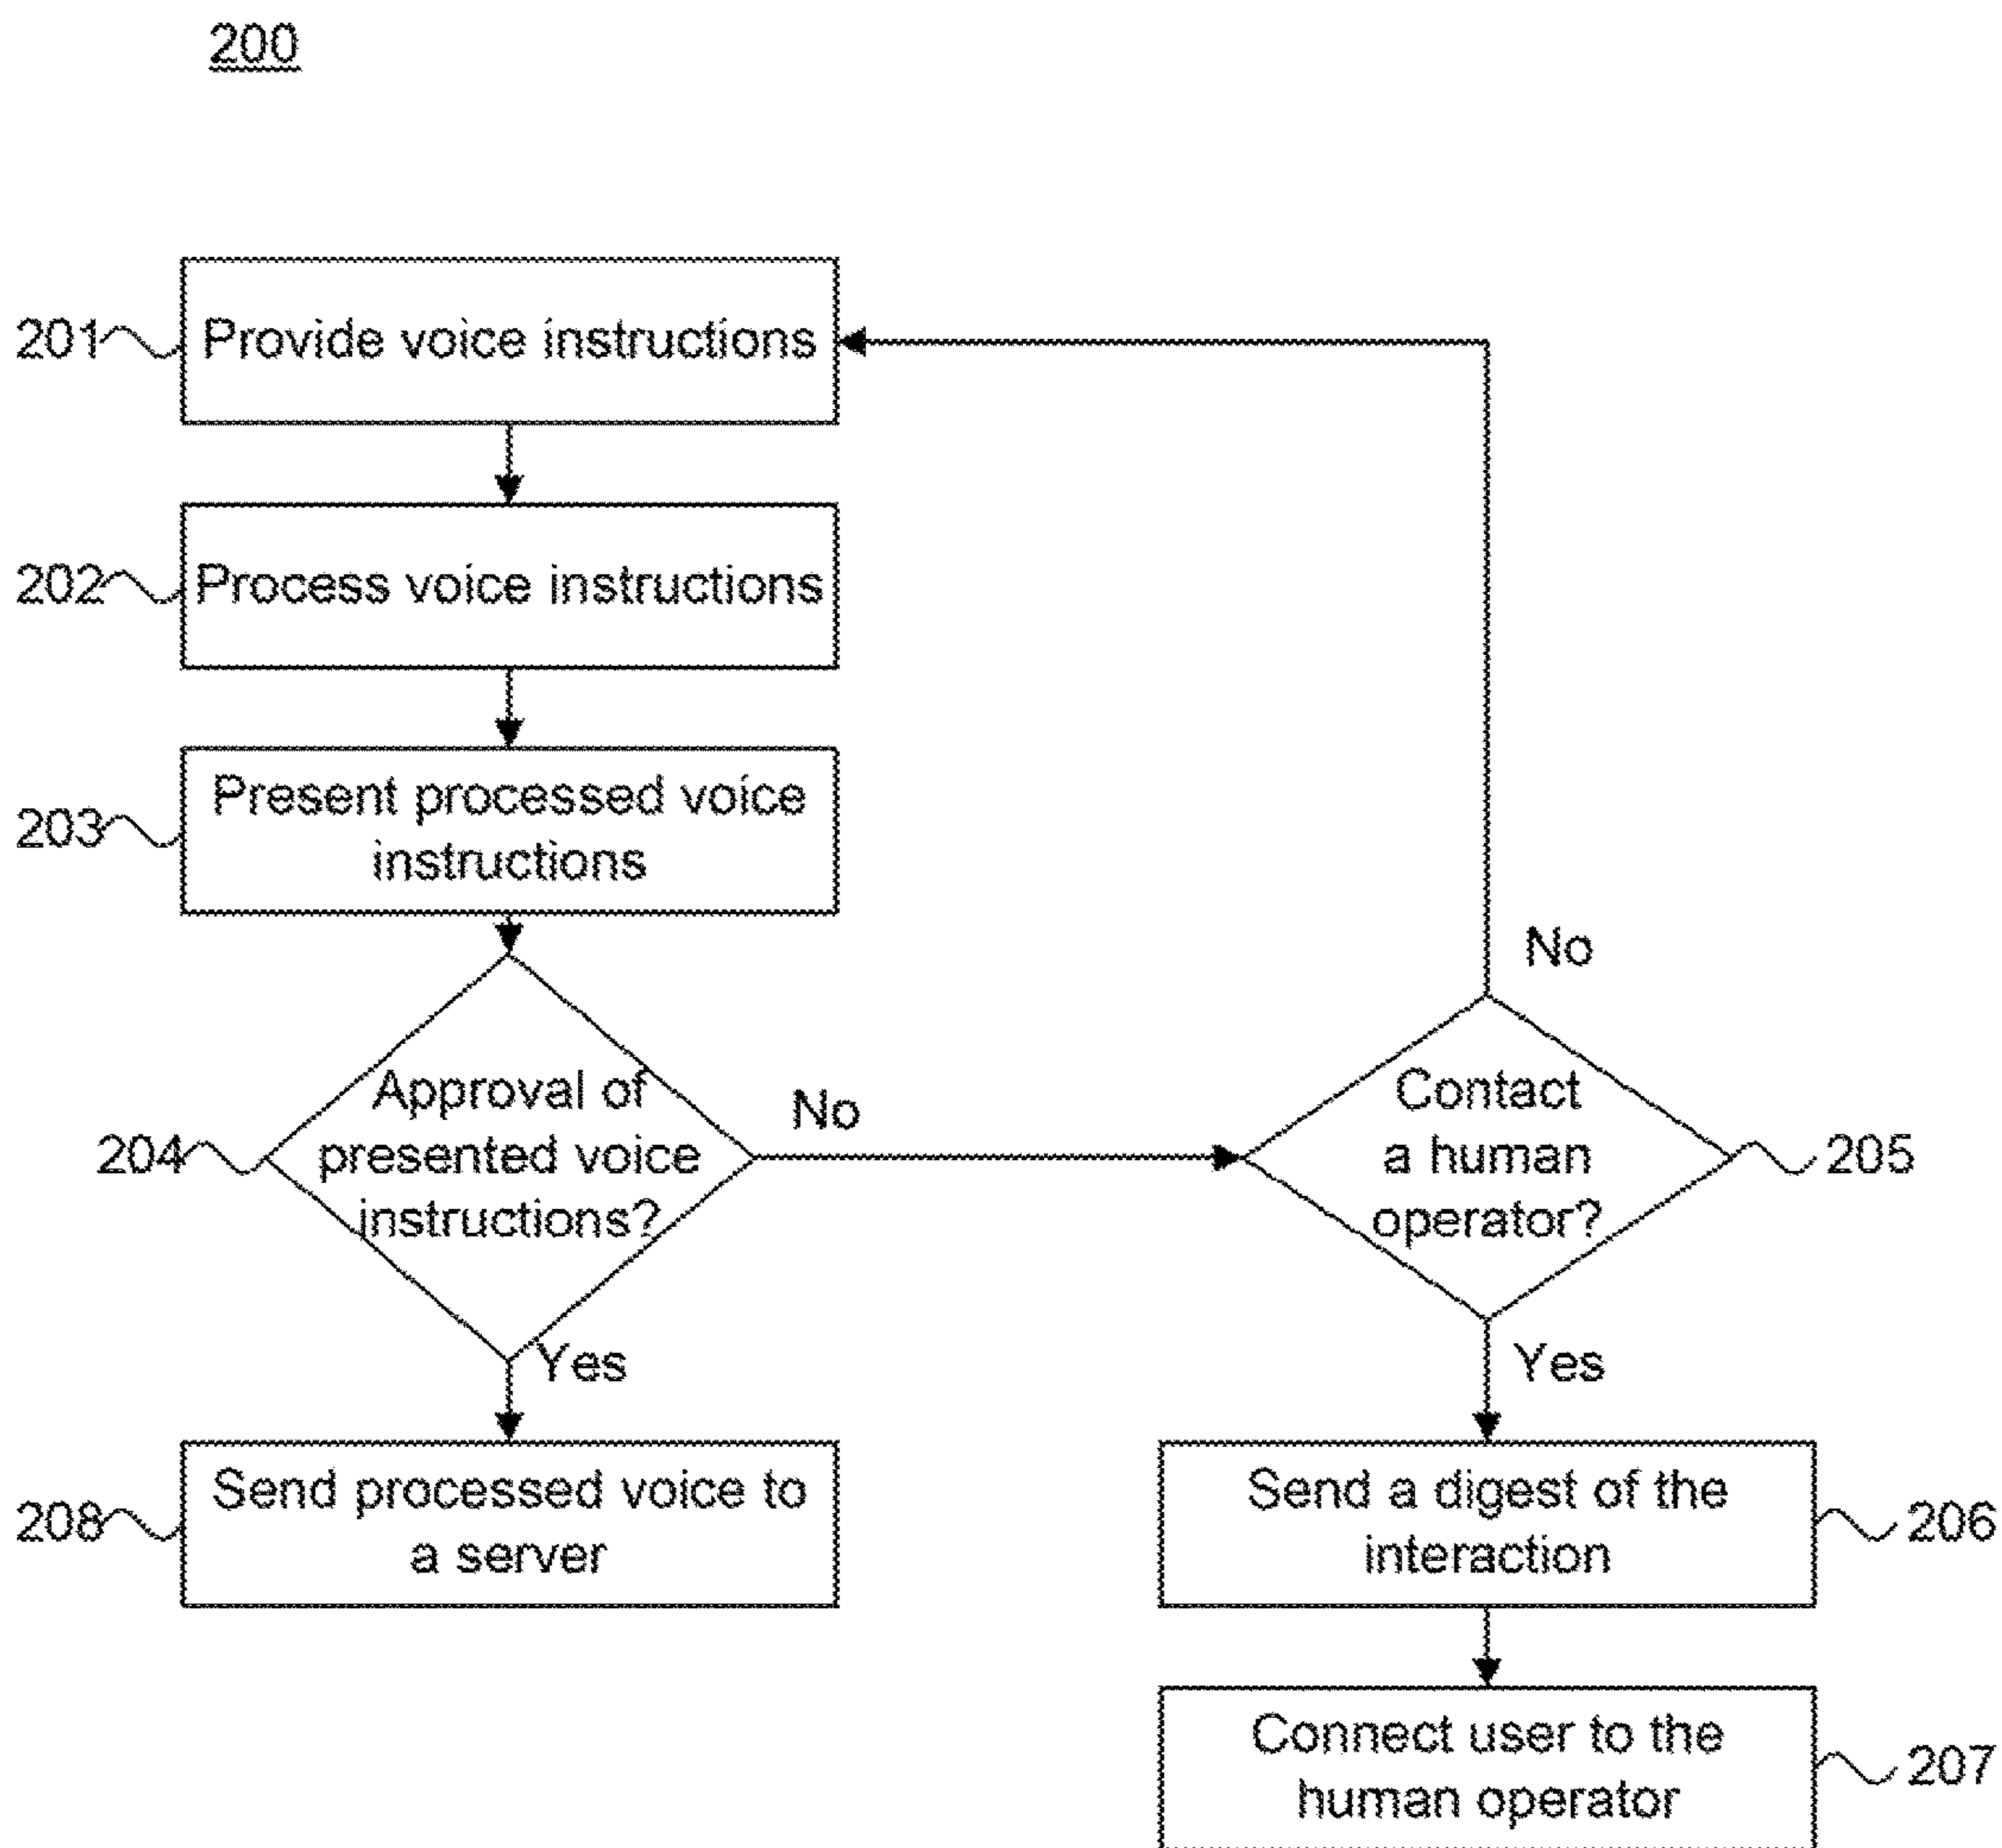 200
201
Provide voice instructions
202
Process voice instructions
203
Present processed voice
instructions
No
204
Approval of
presented voice
instructions?
No
Contact
a human
operator?
205
Yes
Yes
208
Send processed voice to
a server
Send a digest of the
interaction
206
Connect user to the
human operator
207